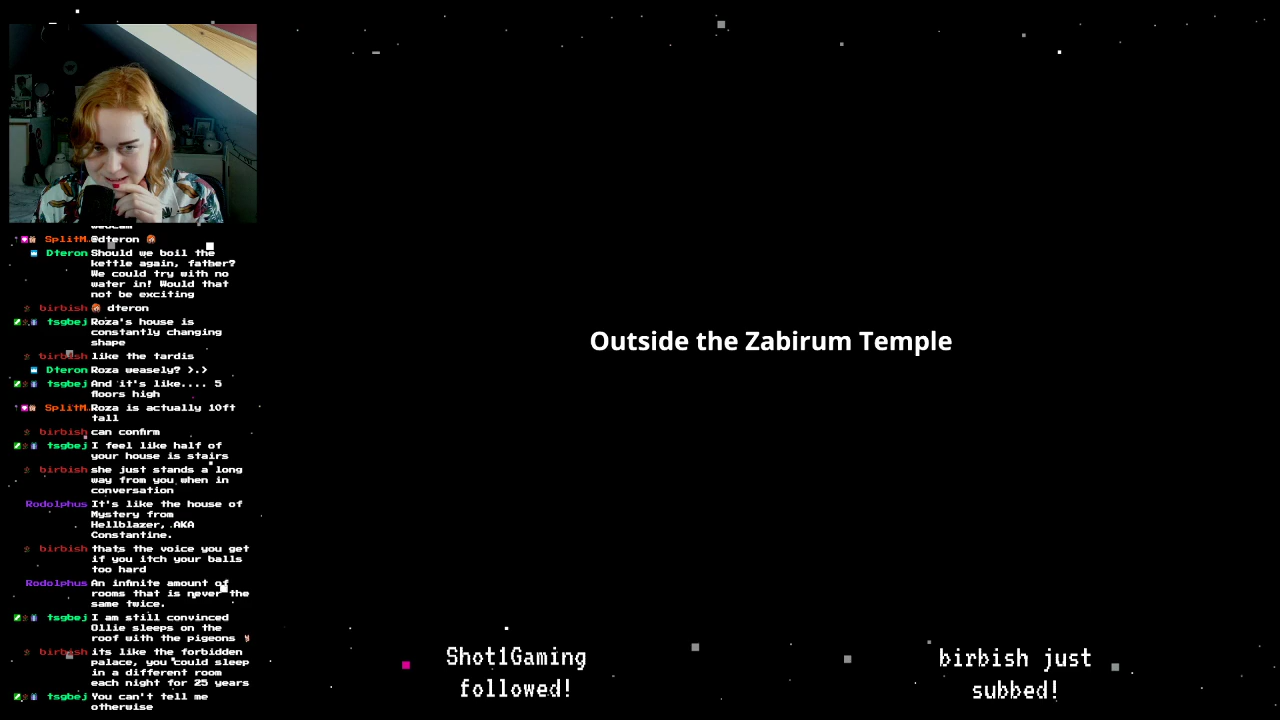 SplitM..@dteron
Dteron Should we boil the
kettle again, father?
We could try with no
water in! Would that
not be exciting
birbish dteron
tsgbej Roza's house is
constantly changing
shape
birbish like the tardis
Dteron Roza weasely? >.>
tsgbej And it's like.... 5
floors high
SplitM..Roza is actually 10ft
tall
birbish can confirm
tsgbej I feel like half of
your house is stairs
birbish she just stands a long
way from you when in
conversation
Rodolphus It's like the house of
Mystery from
Hellblazer, AKA
Constantine.
birbish thats the voice you get
if you itch your balls
too hard
Rodolphus An infinite amount of
rooms that is never the
same twice.
tsgbej I am still convinced
Ollie sleeps on the
roof with the pigeons
birbish its like the forbidden
palace, you could sleep
in a different room
each night for 25 years
tsgbej You can't tell me
otherwise
Outside the Zabirum Temple
Shot1Gaming
followed!
birbish just
subbed!